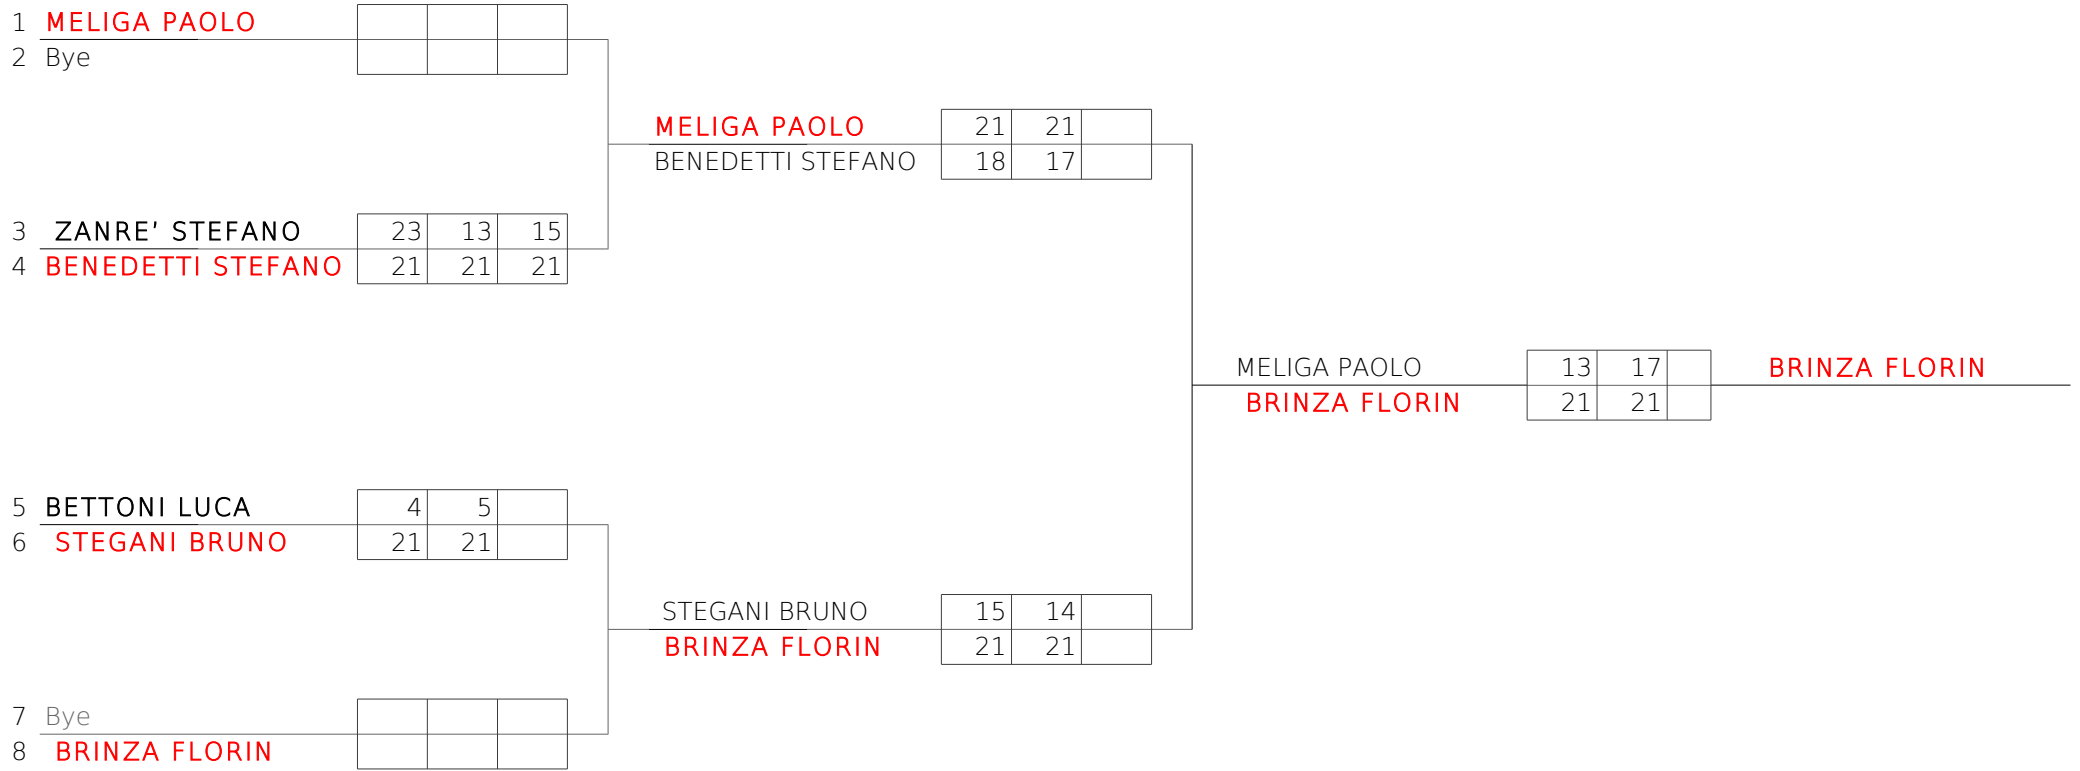 1 MELIGA PAOLO
2 Bye
MELIGA PAOLO 21 21
BENEDETTI STEFANO 18 17
3 ZANRE' STEFANO 23 13 15
4 BENEDETTI STEFANO 21 21 21
MELIGA PAOLO 13 17 BRINZA FLORIN
BRINZA FLORIN 21 21
5 BETTONI LUCA 4 5
6 STEGANI BRUNO 21 21
STEGANI BRUNO 15 14
BRINZA FLORIN 21 21
7 Bye
8 BRINZA FLORIN